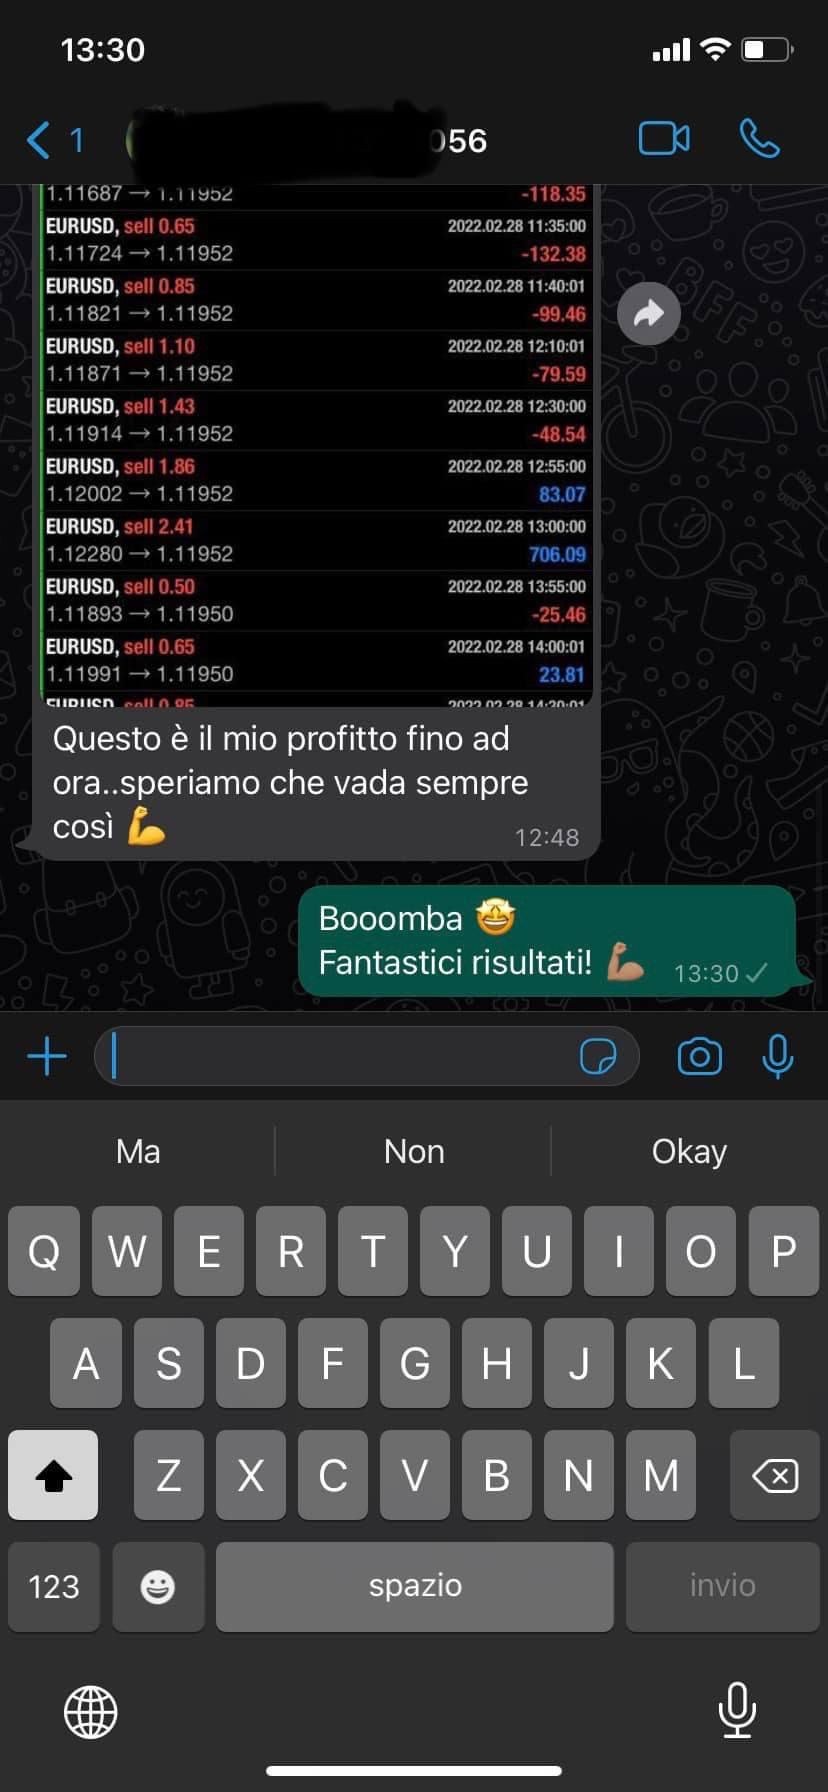 13:30
1
056
1.11687 → 1.11952 -118.35
EURUSD, sell 0.65 2022.02.28 11:35:00
1.11724 → 1.11952 -132.38
EURUSD, sell 0.85 2022.02.28 11:40:01
1.11821 → 1.11952 -99.46
EURUSD, sell 1.10 2022.02.28 12:10:01
1.11871 → 1.11952 -79.59
EURUSD, sell 1.43 2022.02.28 12:30:00
1.11914 → 1.11952 -48.54
EURUSD, sell 1.86 2022.02.28 12:55:00
1.12002 → 1.11952 83.07
EURUSD, sell 2.41 2022.02.28 13:00:00
1.12280 → 1.11952 706.09
EURUSD, sell 0.50 2022.02.28 13:55:00
1.11893 → 1.11950 -25.46
EURUSD, sell 0.65 2022.02.28 14:00:01
1.11991 → 1.11950 23.81
EURUSD, sell 0.85 2022.02.28 14:30:01
Questo è il mio profitto fino ad
ora..speriamo che vada sempre
così 💪
12:48
Booomba 🤩
Fantastici risultati! 💪🏽 13:30
Ma Non Okay
Q W E R T Y U I O P
A S D F G H J K L
Z X C V B N M
123 spazio invio